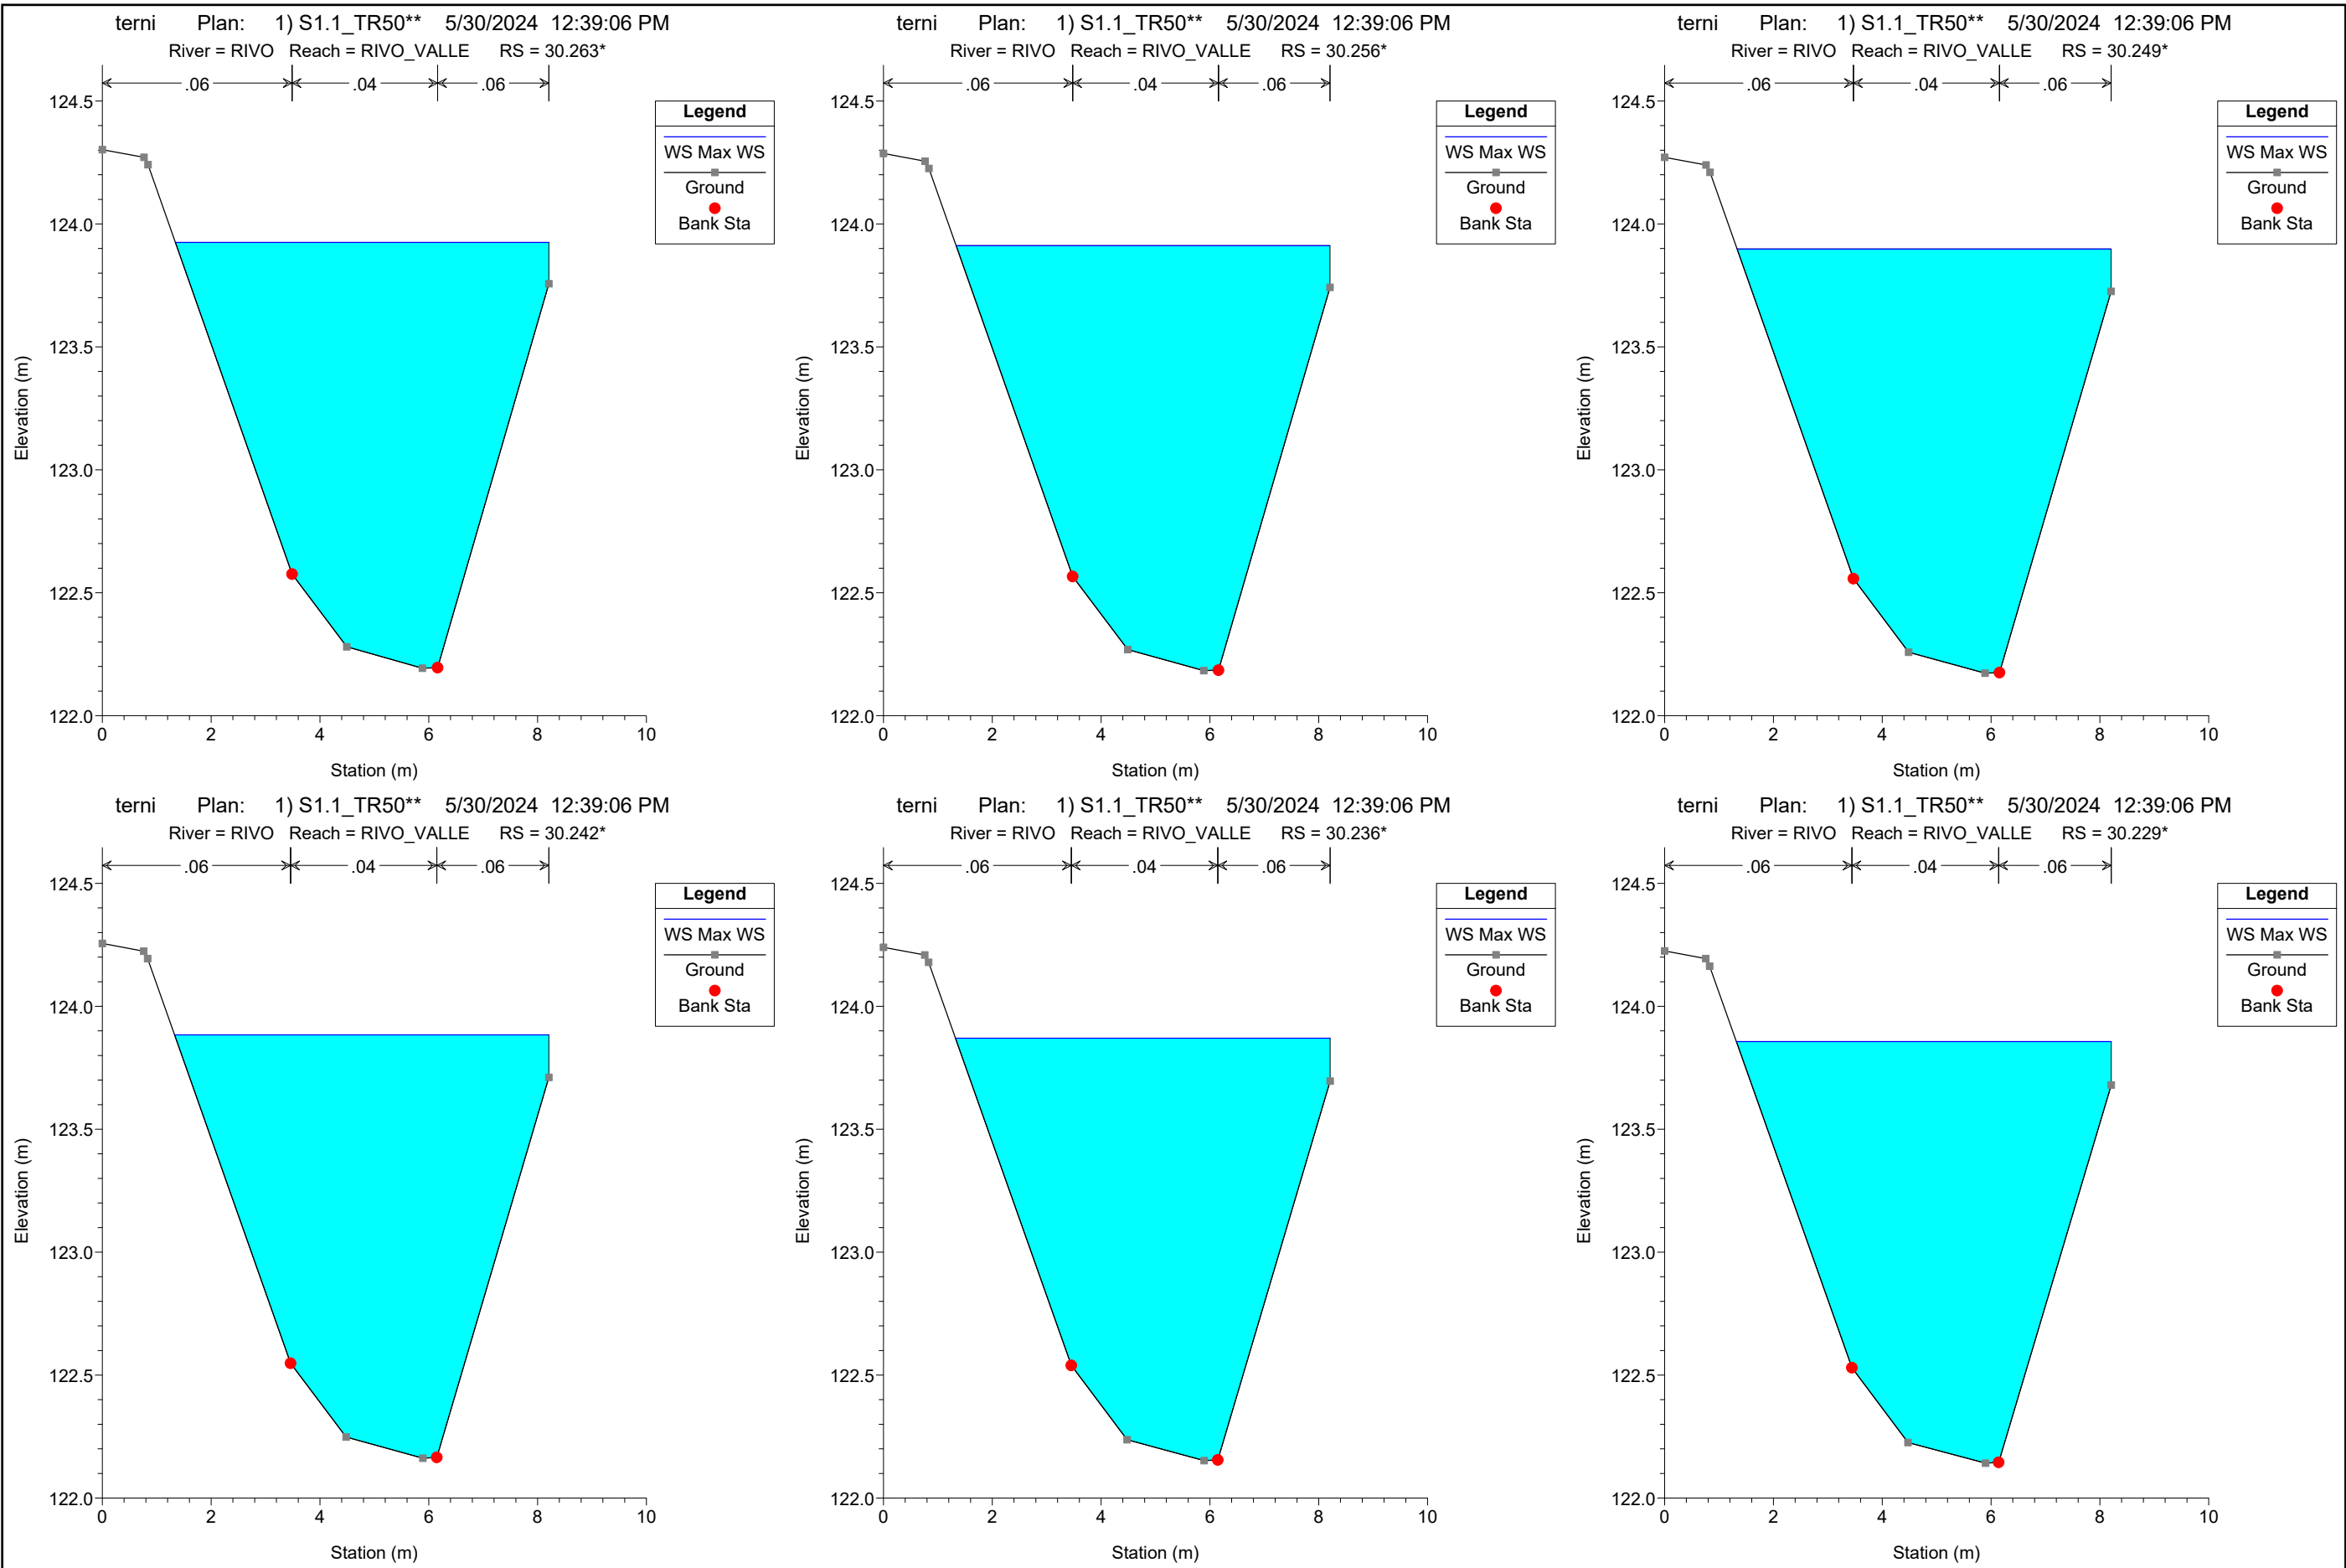 terni Plan: 1) S1.1_TR50** 5/30/2024 12:39:06 PM
River = RIVO Reach = RIVO_VALLE RS = 30.263*
.06 .04 .06
124.5
124.0
123.5
123.0
122.5
122.0
0 2 4 6 8 10
Station (m)
Elevation (m)
Legend
WS Max WS
Ground
Bank Sta
terni Plan: 1) S1.1_TR50** 5/30/2024 12:39:06 PM
River = RIVO Reach = RIVO_VALLE RS = 30.256*
.06 .04 .06
124.5
124.0
123.5
123.0
122.5
122.0
0 2 4 6 8 10
Station (m)
Elevation (m)
Legend
WS Max WS
Ground
Bank Sta
terni Plan: 1) S1.1_TR50** 5/30/2024 12:39:06 PM
River = RIVO Reach = RIVO_VALLE RS = 30.249*
.06 .04 .06
124.5
124.0
123.5
123.0
122.5
122.0
0 2 4 6 8 10
Station (m)
Elevation (m)
Legend
WS Max WS
Ground
Bank Sta
terni Plan: 1) S1.1_TR50** 5/30/2024 12:39:06 PM
River = RIVO Reach = RIVO_VALLE RS = 30.242*
.06 .04 .06
124.5
124.0
123.5
123.0
122.5
122.0
0 2 4 6 8 10
Station (m)
Elevation (m)
Legend
WS Max WS
Ground
Bank Sta
terni Plan: 1) S1.1_TR50** 5/30/2024 12:39:06 PM
River = RIVO Reach = RIVO_VALLE RS = 30.236*
.06 .04 .06
124.5
124.0
123.5
123.0
122.5
122.0
0 2 4 6 8 10
Station (m)
Elevation (m)
Legend
WS Max WS
Ground
Bank Sta
terni Plan: 1) S1.1_TR50** 5/30/2024 12:39:06 PM
River = RIVO Reach = RIVO_VALLE RS = 30.229*
.06 .04 .06
124.5
124.0
123.5
123.0
122.5
122.0
0 2 4 6 8 10
Station (m)
Elevation (m)
Legend
WS Max WS
Ground
Bank Sta